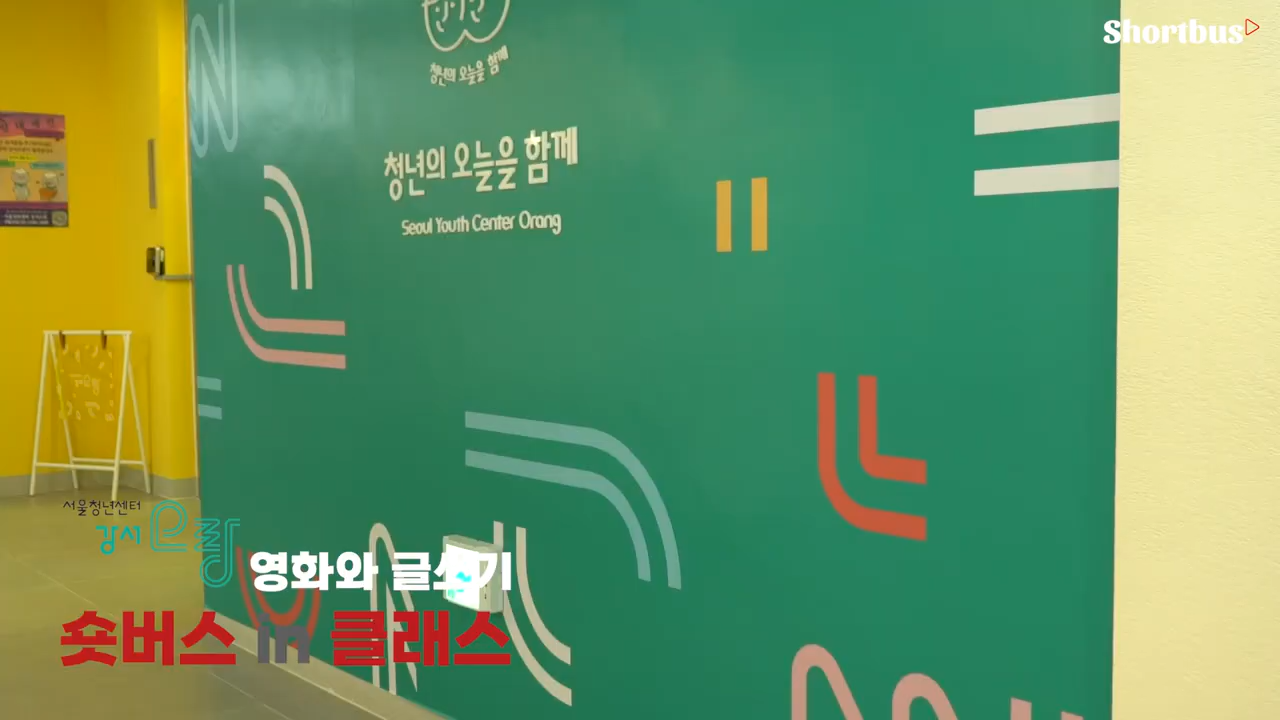 Shortbus
청년의 오늘을 함께
청년의 오늘을 함께
Seoul Youth Center Orang
서울청년센터
강서 오랑
영화와 글쓰기
숏버스 in 클래스